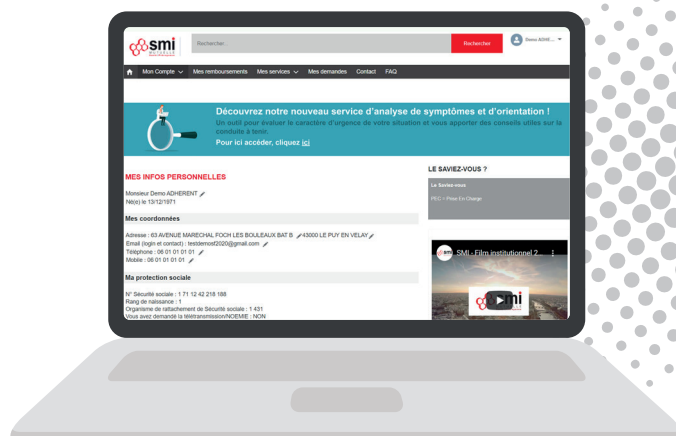 smi
MUTUELLE
Rechercher...
Rechercher
Demo ADHE...
Mon Compte
Mes remboursements
Mes services
Mes demandes
Contact
FAQ
Découvrez notre nouveau service d'analyse de symptômes et d'orientation !
Un outil pour évaluer le caractère d'urgence de votre situation et vous apporter des conseils utiles sur la
conduite à tenir.
Pour ici accéder, cliquez ici
MES INFOS PERSONNELLES
Monsieur Demo ADHERENT
Né(e) le 13/12/1971
Mes coordonnées
Adresse : 63 AVENUE MARECHAL FOCH LES BOULEAUX BAT B 43000 LE PUY EN VELAY
Email (login et contact) : testdemosf2020@gmail.com
Téléphone : 06 01 01 01 01
Mobile : 06 01 01 01 01
Ma protection sociale
N° Sécurité sociale : 1 71 12 42 218 188
Rang de naissance : 1
Organisme de rattachement de Sécurité sociale : 1 431
Vous avez demandé la télétransmission/NOEMIE : NON
LE SAVIEZ-VOUS ?
Le Saviez-vous
PEC = Prise En Charge
smi
SMI - Film institutionnel 2...
smi